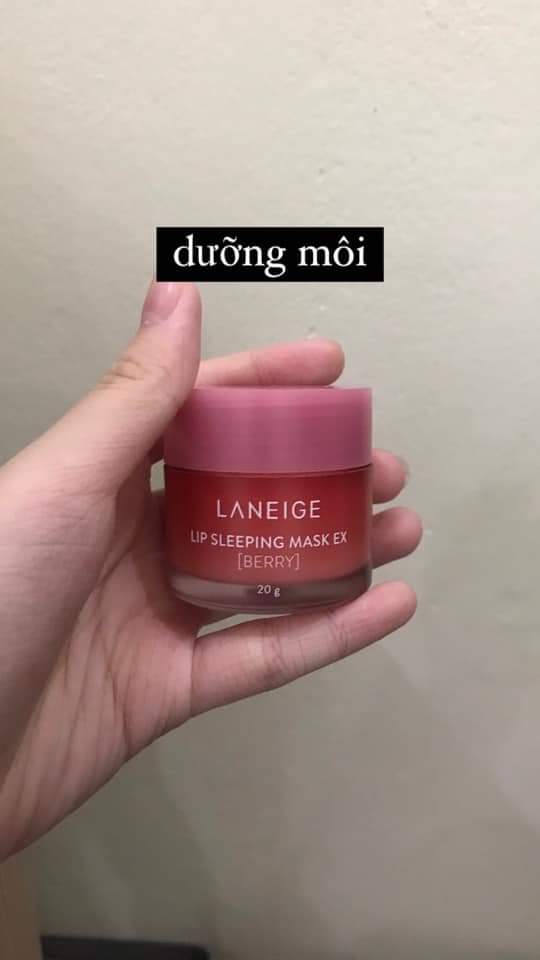 dưỡng môi
LANEIGE
LIP SLEEPING MASK EX
[BERRY]
20 g